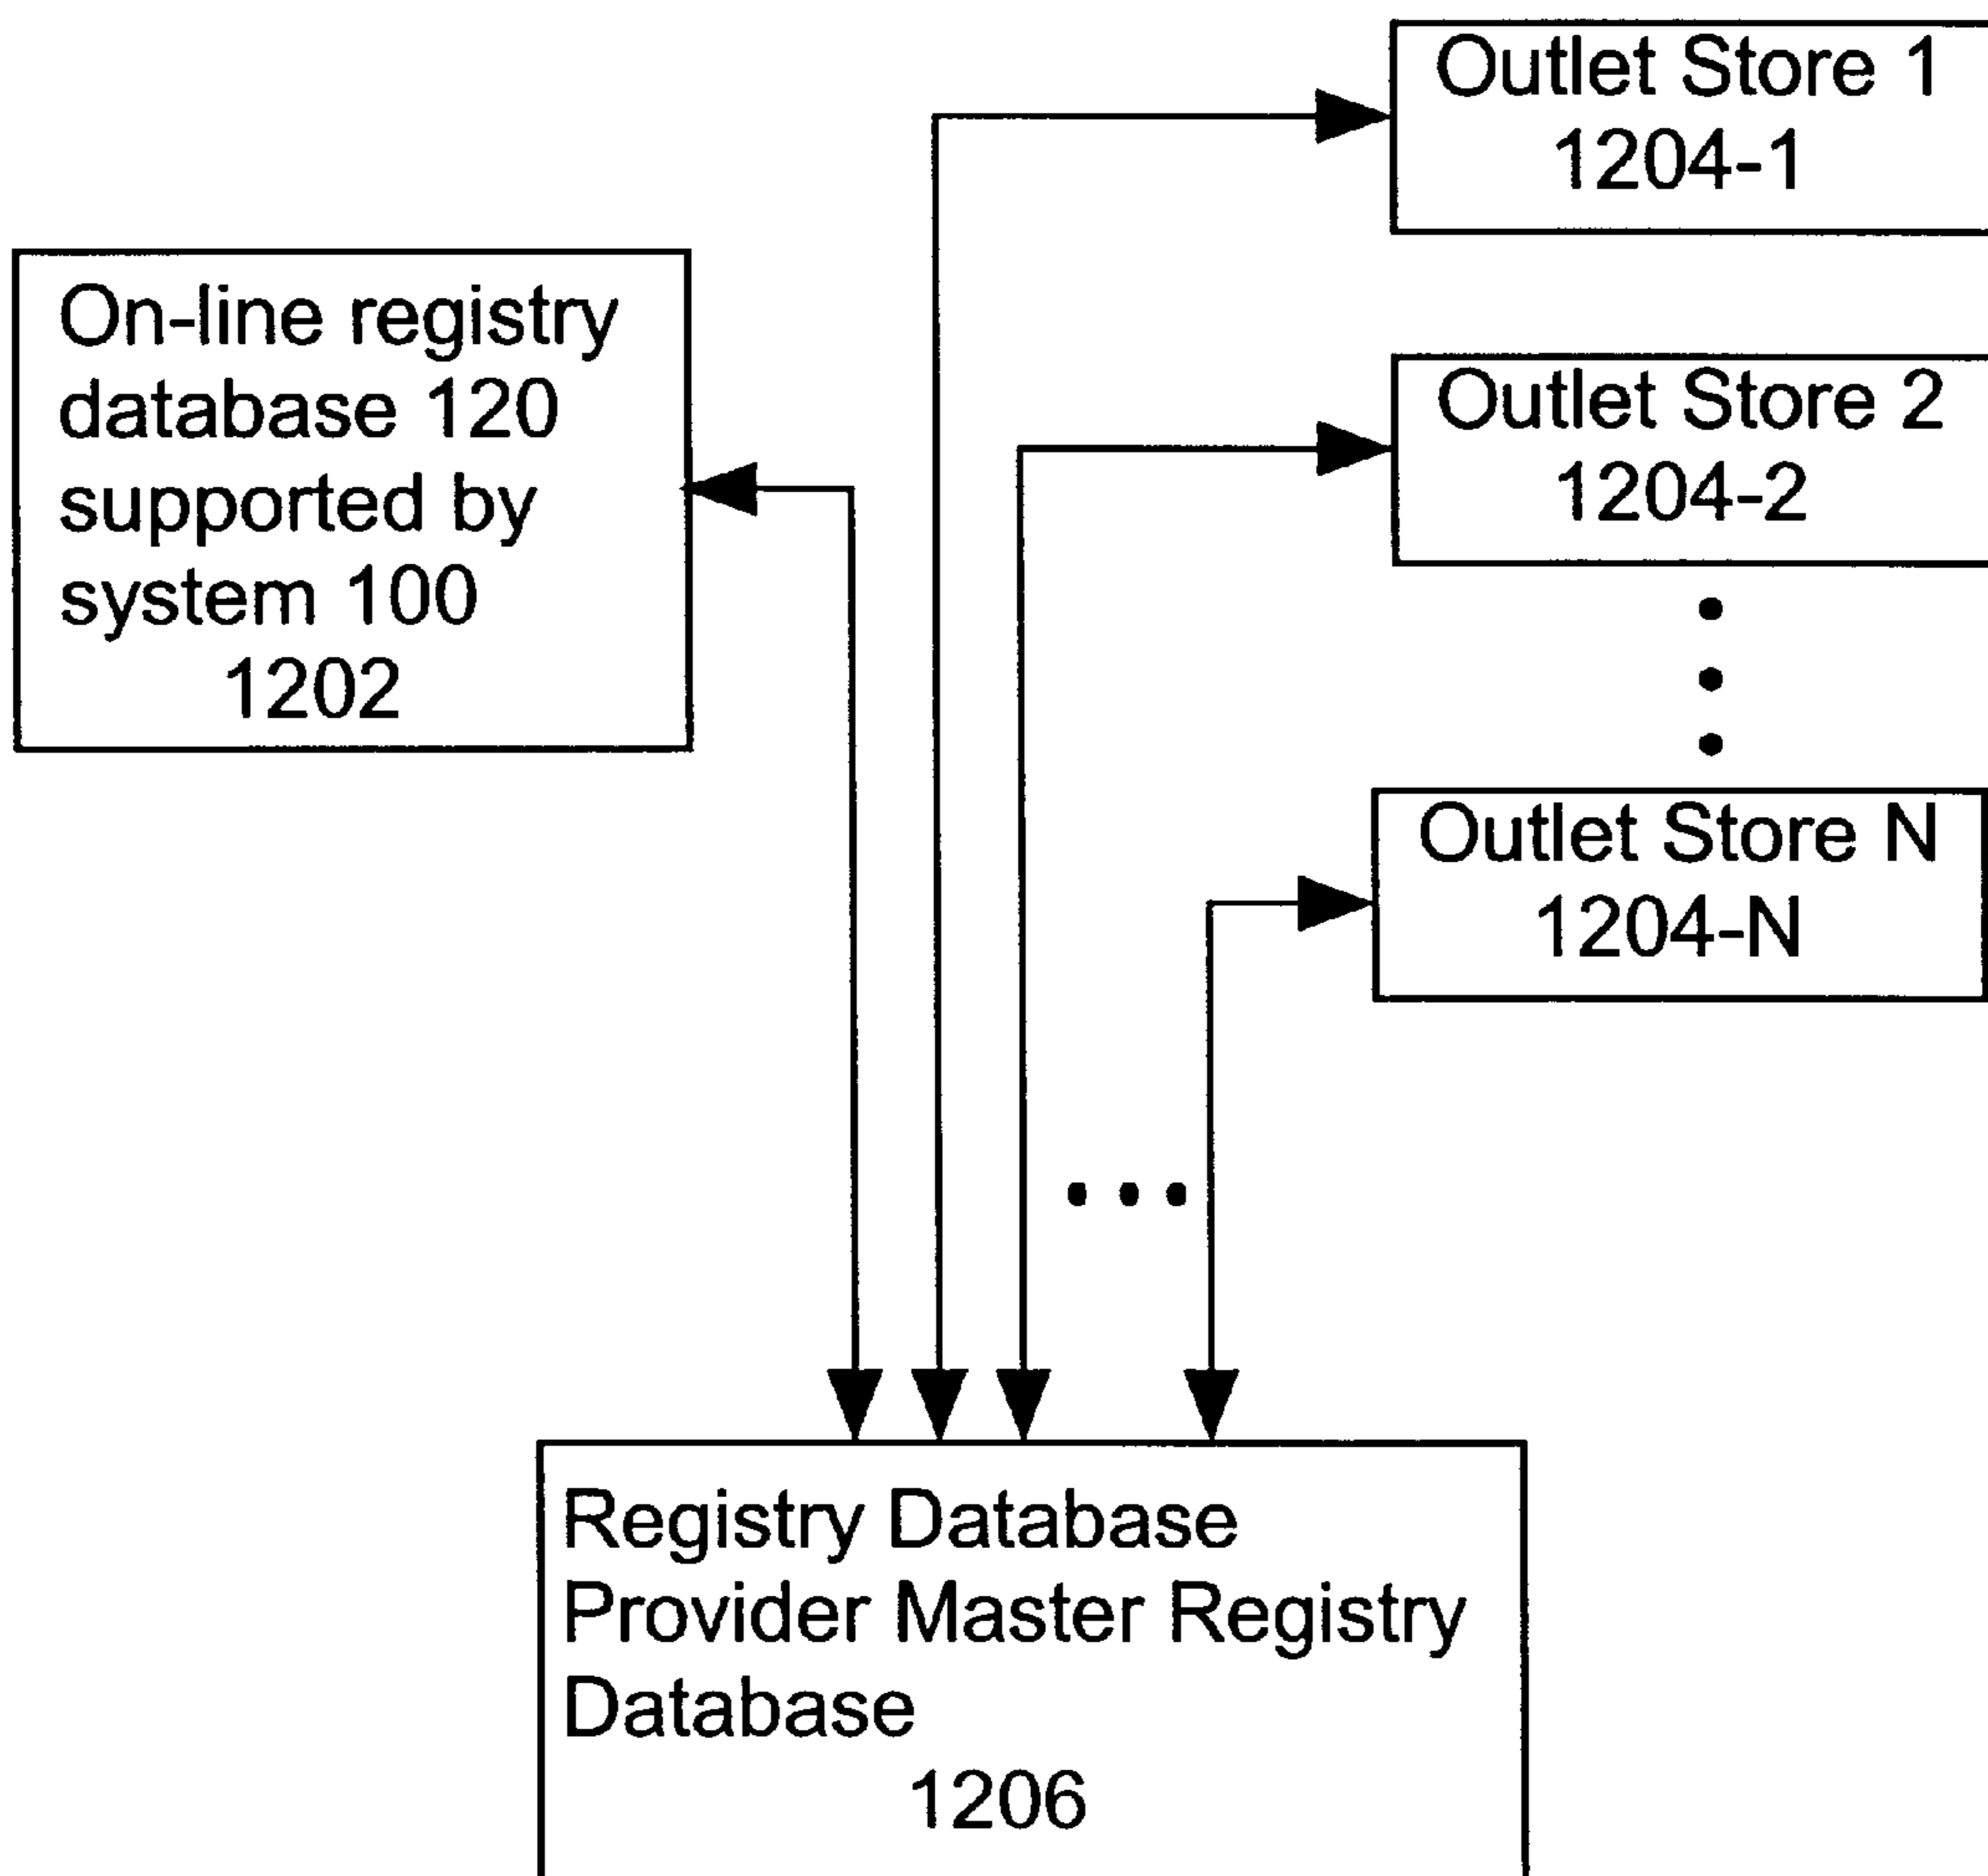 Outlet Store 1
1204-1
On-line registry
database 120
supported by
system 100
1202
Outlet Store 2
1204-2
Outlet Store N
1204-N
Registry Database
Provider Master Registry
Database
1206